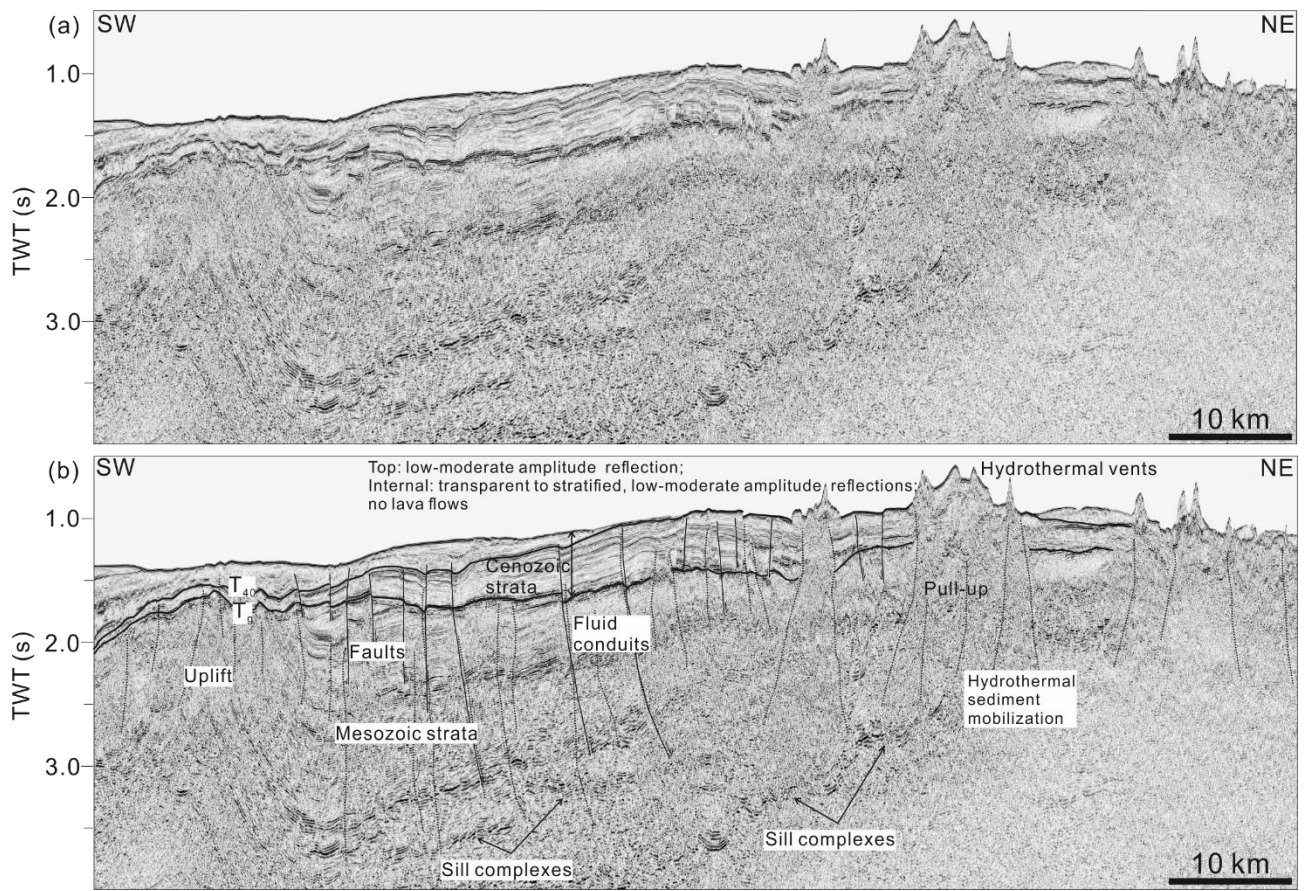 (a)
SW
NE
1.0
2.0
3.0
TWT (s)
10 km
(b)
SW
NE
Top: low-moderate amplitude reflection;
Internal: transparent to stratified, low-moderate amplitude reflections;
no lava flows
Hydrothermal vents
1.0
2.0
3.0
TWT (s)
T40
Tg
Cenozoic
strata
Pull-up
Fluid
conduits
Faults
Uplift
Hydrothermal
sediment
mobilization
Mesozoic strata
Sill complexes
Sill complexes
10 km